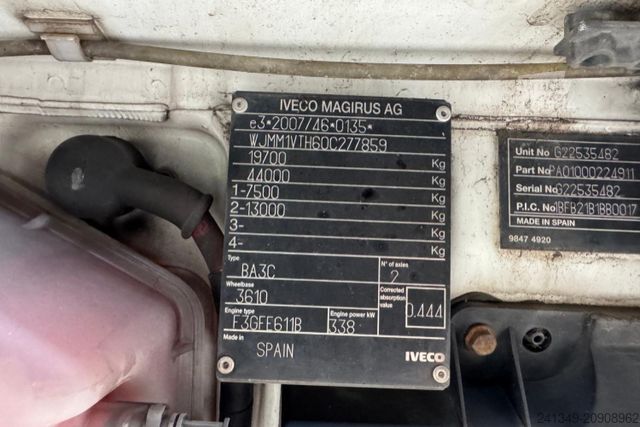 IVECO MAGIRUS AG
e3*2007/46*0135*
WJMM1VTH60C277859
19700 Kg
44000 Kg
1-7500 Kg
2-13000 Kg
3- Kg
4- Kg
Type BA3C
N° of axles 2
Wheelbase 3610
Corrected absorption value 0.444
Engine type F3GFE611B
Engine power kW 338
Made in SPAIN
IVECO
Unit No G22535482
Part No PA01000224911
Serial No G22535482
P.I.C. No 1BFB21B1BB0017
MADE IN SPAIN
9847 4920
241349-20908962